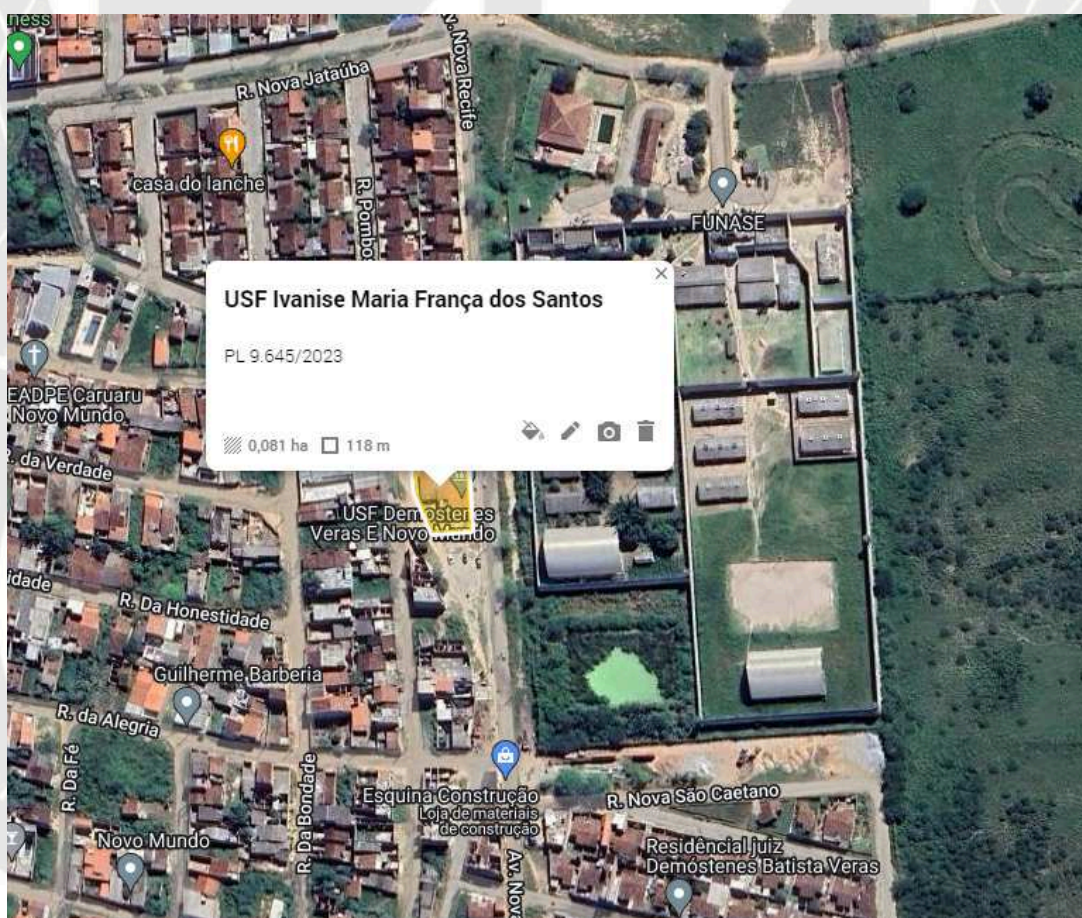 ness
Av. Nova Recife
R. Nova Jataúba
casa do lanche
R. Pombos
FUNASE
USF Ivanise Maria França dos Santos
PL 9.645/2023
0,081 ha 118 m
EADPE Caruaru
Novo Mundo
R. da Verdade
USF Demóstenes
Veras E Novo Mundo
idade
R. Da Honestidade
Guilherme Barberia
R. da Alegria
R. Da Fé
R. Da Bondade
Esquina Construção
Loja de materiais
de construção
R. Nova São Caetano
Novo Mundo
Av. Nova
Residêncial juiz
Demóstenes Batista Veras